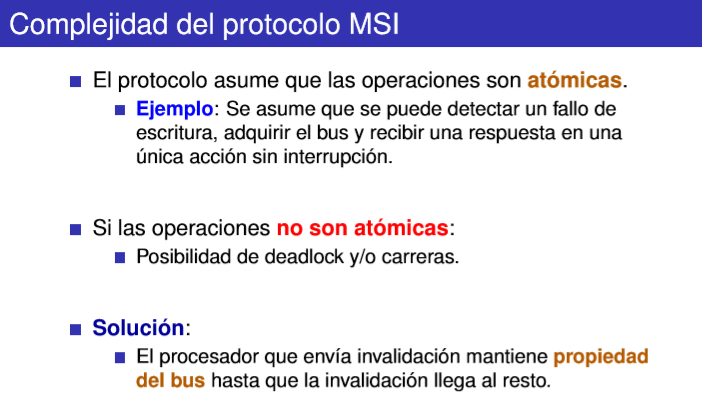 Complejidad del protocolo MSI
El protocolo asume que las operaciones son atómicas.
Ejemplo: Se asume que se puede detectar un fallo de
escritura, adquirir el bus y recibir una respuesta en una
única acción sin interrupción.
Si las operaciones no son atómicas:
Posibilidad de deadlock y/o carreras.
Solución:
El procesador que envía invalidación mantiene propiedad
del bus hasta que la invalidación llega al resto.